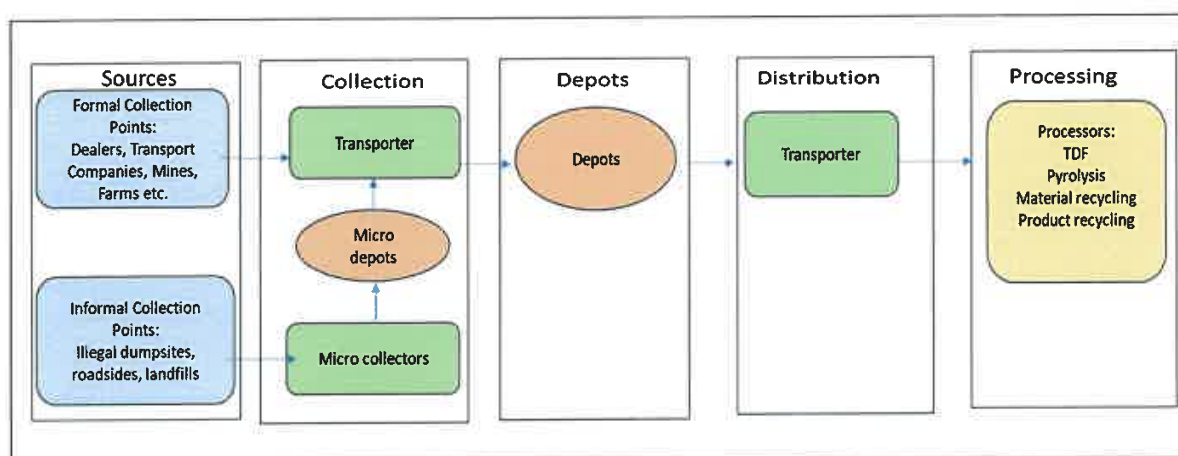 Sources
Formal Collection
Points:
Dealers, Transport
Companies, Mines,
Farms etc.
Informal Collection
Points:
Illegal dumpsites,
roadsides, landfills
Collection
Transporter
Micro
depots
Micro collectors
Depots
Depots
Distribution
Transporter
Processing
Processors:
TDF
Pyrolysis
Material recycling
Product recycling